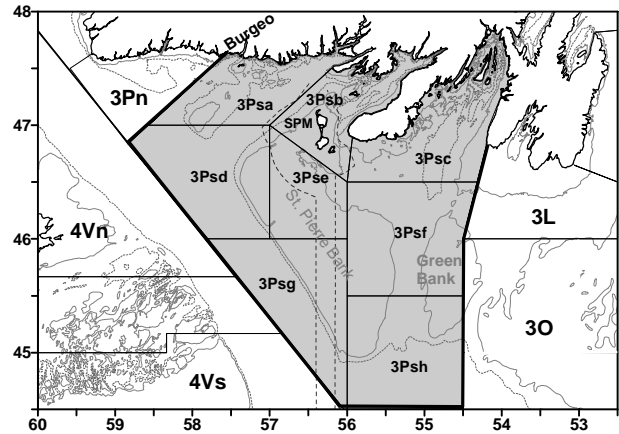 48
Burgeo
3Pn
3Psa
3Psb
SPM
47
3Psc
3Psd
3Pse
4Vn
St. Pierre Bank
3Psf
3L
46
Green
Bank
3Psg
3O
45
3Psh
4Vs
60
59
58
57
56
55
54
53